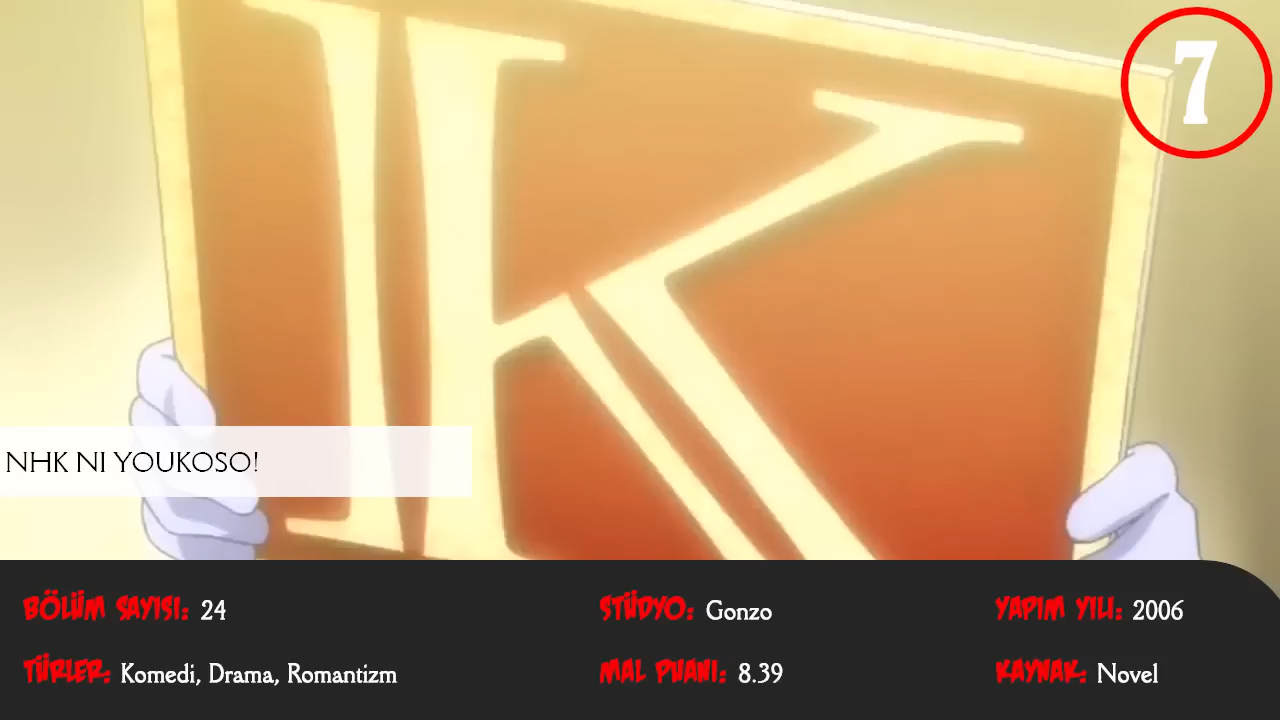 K
7
NHK NI YOUKOSO!
BÖLÜM SAYISI: 24
STÜDYO: Gonzo
YAPIM YILI: 2006
TÜRLER: Komedi, Drama, Romantizm
MAL PUANI: 8.39
KAYNAK: Novel